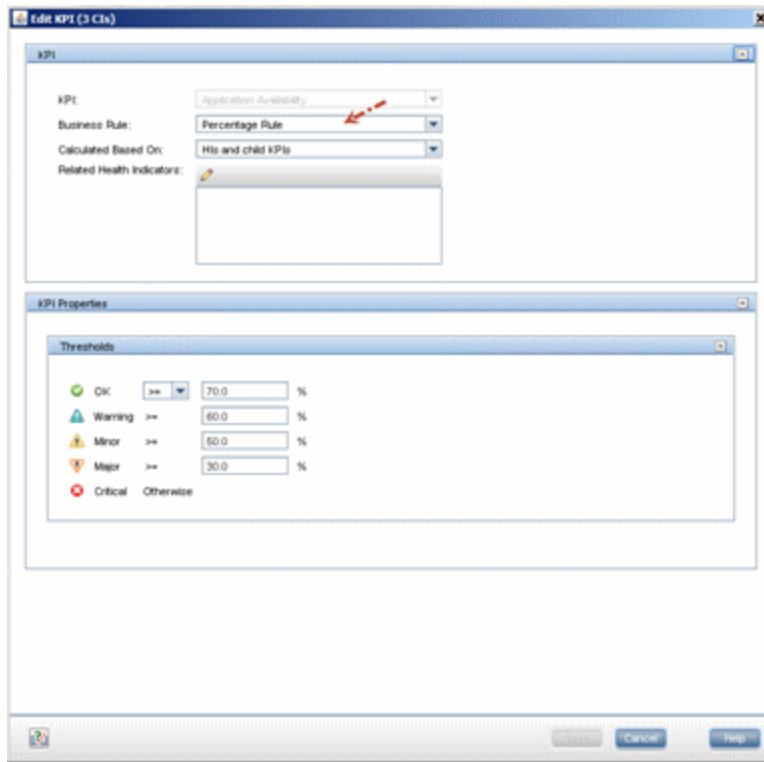 Edit KPI (3 CIs)
KPI
KPI: Application Availability
Business Rule: Percentage Rule
Calculated Based On: HIs and child KPIs
Related Health Indicators:
KPI Properties
Thresholds
OK >= 70.0 %
Warning >= 60.0 %
Minor >= 50.0 %
Major >= 30.0 %
Critical Otherwise
Cancel Help